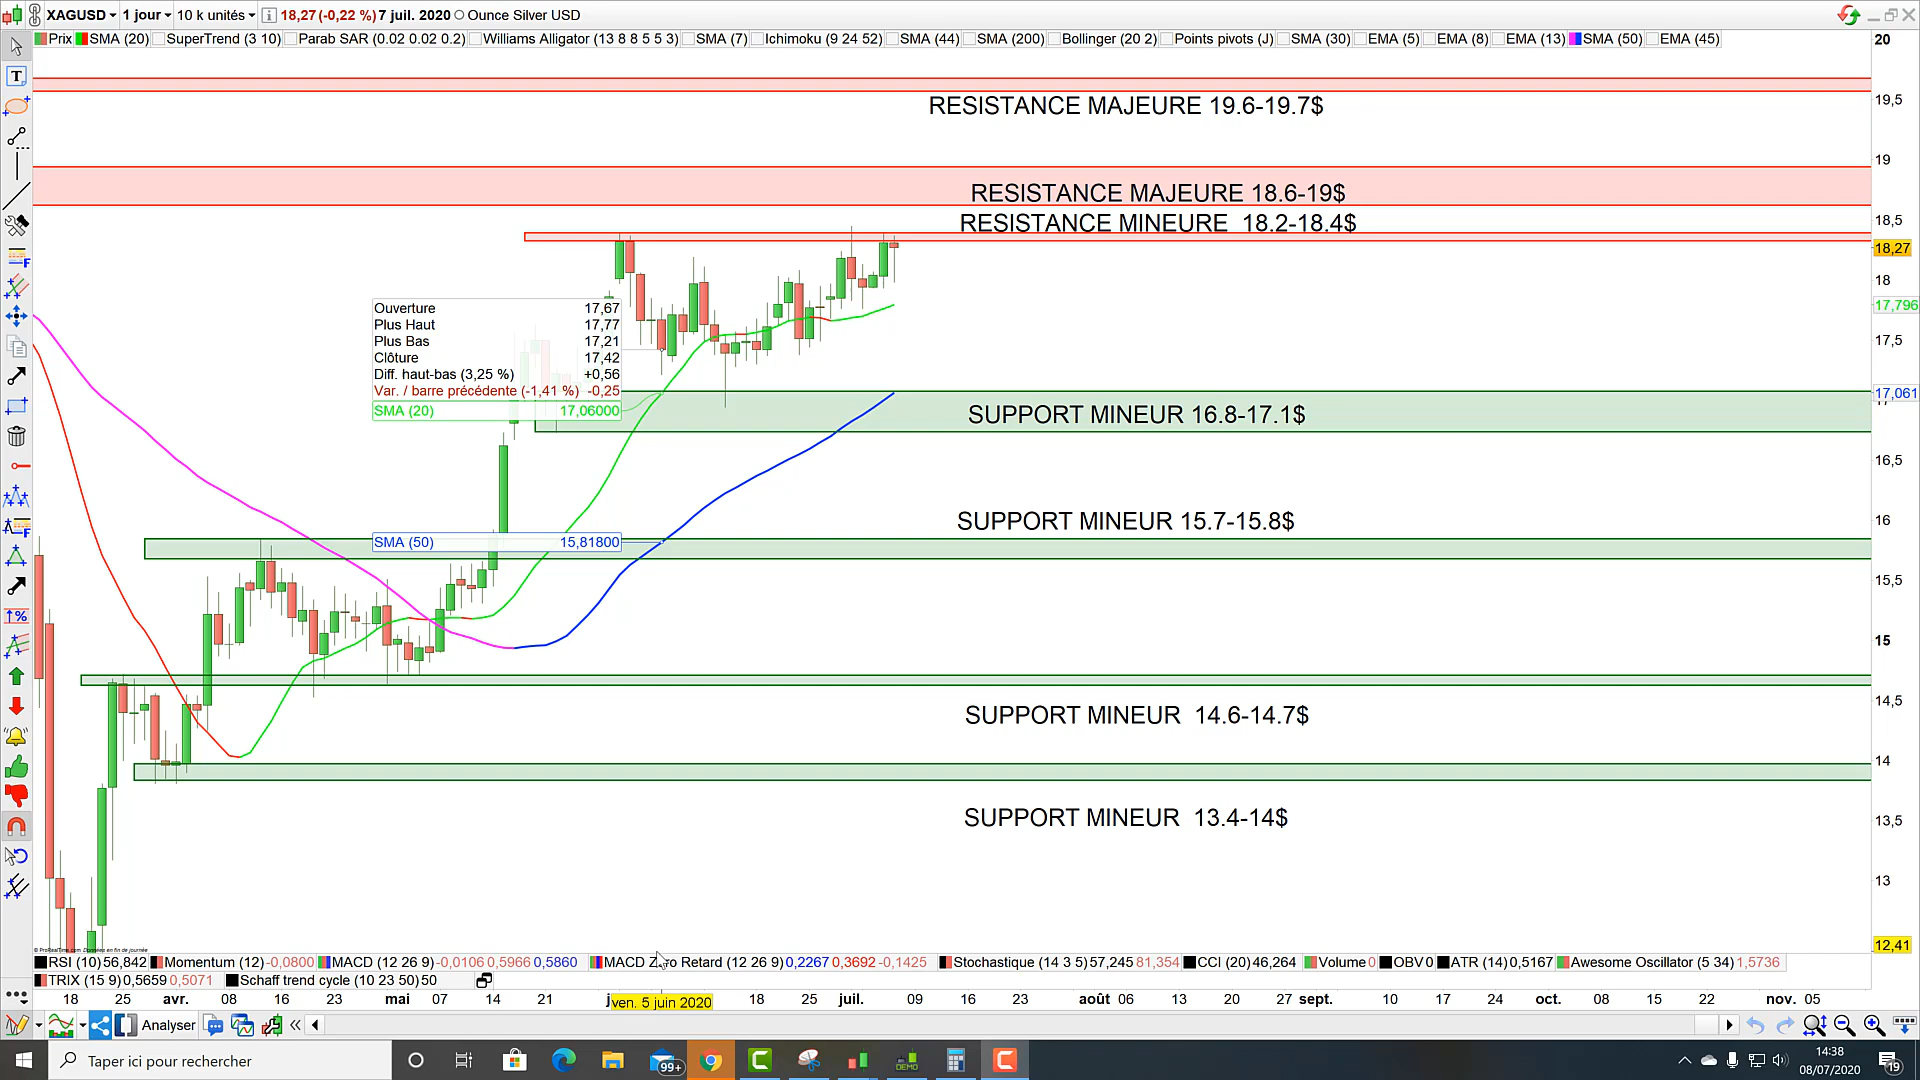 XAGUSD 1 jour 10 k unités 18,27 (-0,22 %) 7 juil. 2020 Ounce Silver USD
Prix SMA (20) SuperTrend (3 10) Parab SAR (0.02 0.02 0.2) Williams Alligator (13 8 8 5 5 3) SMA (7) Ichimoku (9 24 52) SMA (44) SMA (200) Bollinger (20 2) Points pivots (J) SMA (30) EMA (5) EMA (8) EMA (13) SMA (50) EMA (45)
20
RESISTANCE MAJEURE 19.6-19.7$
19,5
19
RESISTANCE MAJEURE 18.6-19$
RESISTANCE MINEURE 18.2-18.4$
18,5
18,27
18
17,796
Ouverture 17,67
Plus Haut 17,77
Plus Bas 17,21
Clôture 17,42
Diff. haut-bas (3,25 %) +0,56
Var. / barre précédente (-1,41 %) -0,25
SMA (20) 17,06000
17,5
17,061
SUPPORT MINEUR 16.8-17.1$
16,5
SUPPORT MINEUR 15.7-15.8$
16
SMA (50) 15,81800
15,5
15
14,5
SUPPORT MINEUR 14.6-14.7$
14
SUPPORT MINEUR 13.4-14$
13,5
13
12,41
© ProRealTime.com Données en fin de journée
RSI (10) 56,842 Momentum (12) -0,0800 MACD (12 26 9) -0,0106 0,5966 0,5860 MACD Zero Retard (12 26 9) 0,2267 0,3692 -0,1425 Stochastique (14 3 5) 57,245 81,354 CCI (20) 46,264 Volume 0 OBV 0 ATR (14) 0,5167 Awesome Oscillator (5 34) 1,5736
TRIX (15 9) 0,5659 0,5071 Schaff trend cycle (10 23 50) 50
18 25 avr. 08 16 23 mai 07 14 21 ven. 5 juin 2020 18 25 juil. 09 16 23 août 06 13 20 27 sept. 10 17 24 oct. 08 15 22 nov. 05
Analyser
Taper ici pour rechercher
99+
DEMO
14:38
08/07/2020
19